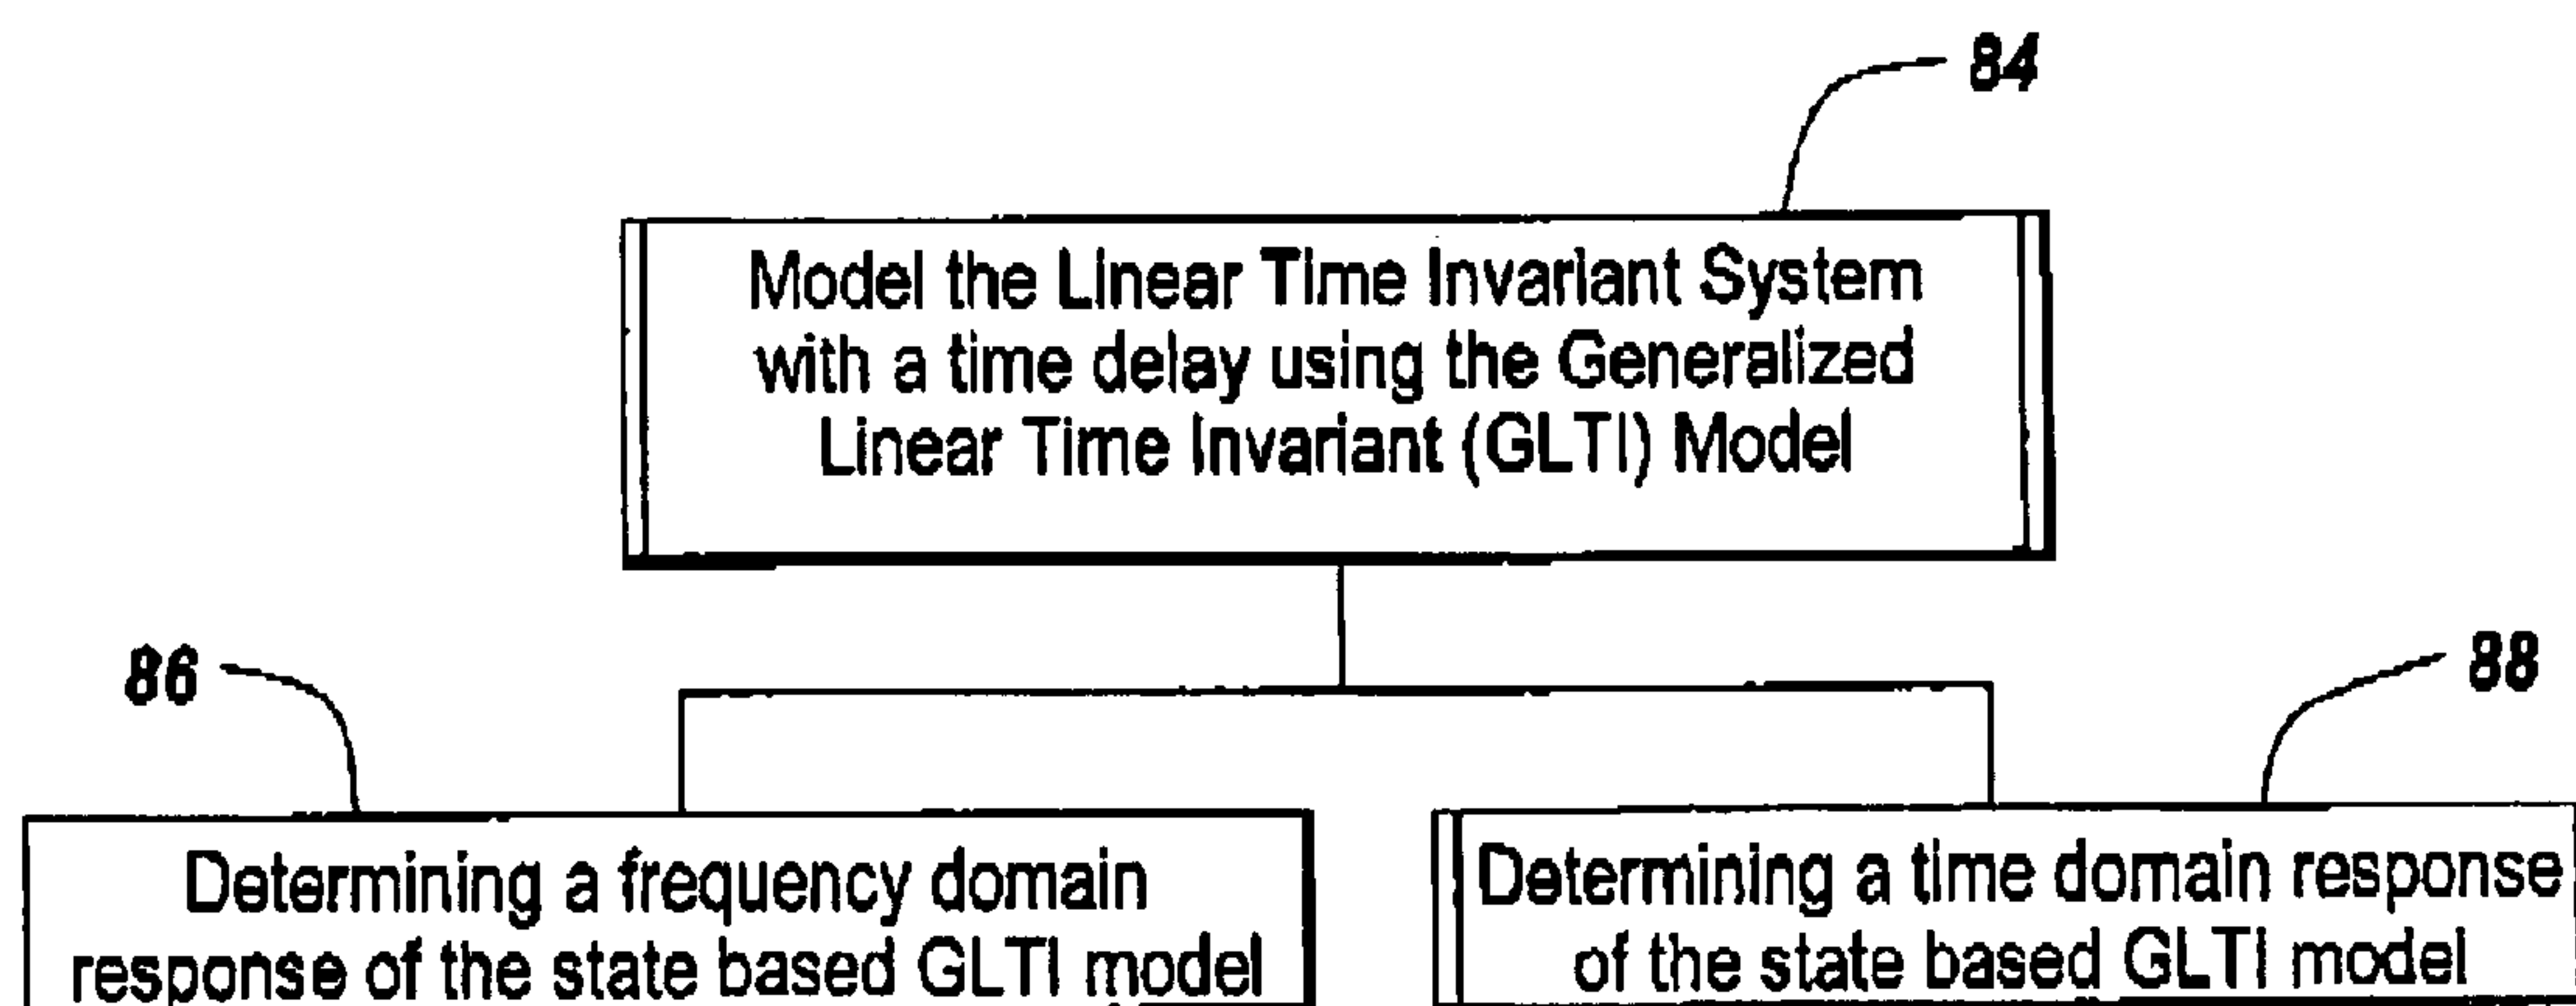 84
Model the Linear Time Invariant System
with a time delay using the Generalized
Linear Time Invariant (GLTI) Model
86
88
Determining a frequency domain
response of the state based GLTI model
Determining a time domain response
of the state based GLTI model